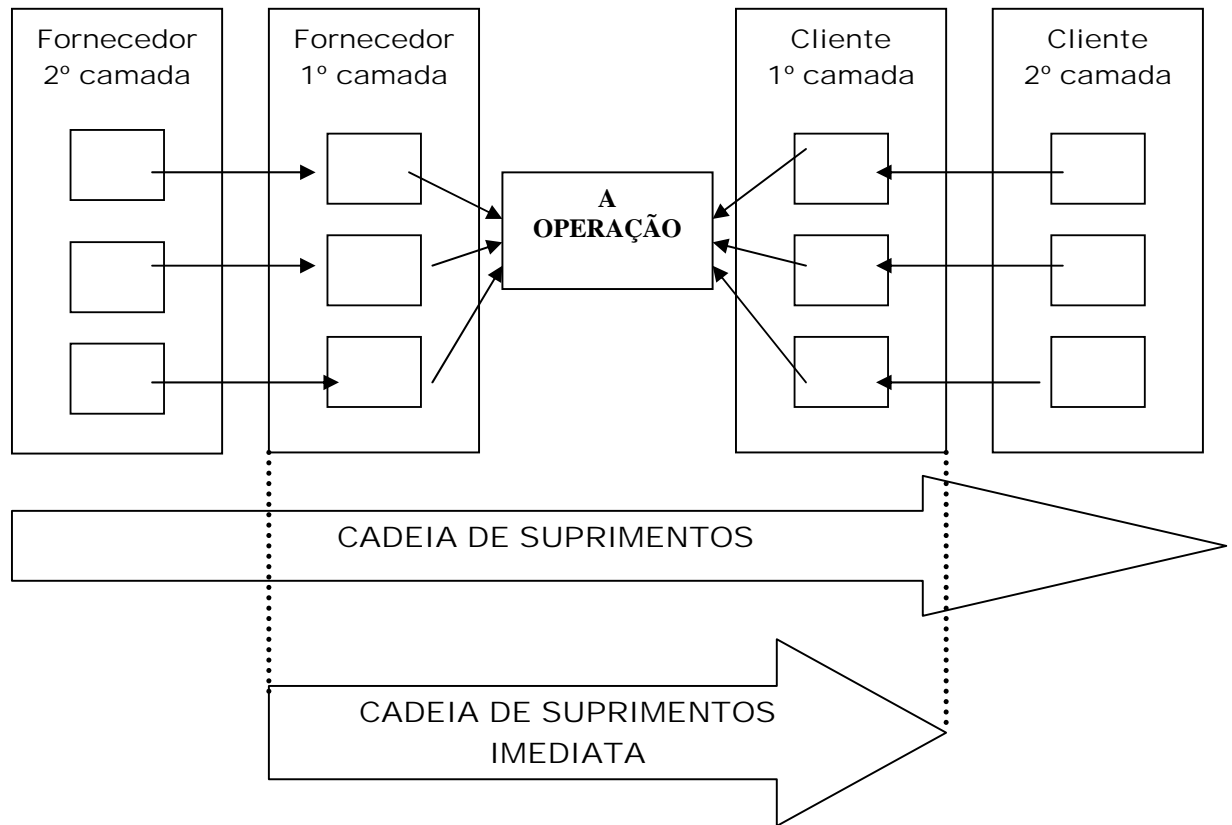 Fornecedor
2º camada
Fornecedor
1º camada
Cliente
1º camada
Cliente
2º camada
A
OPERAÇÃO
CADEIA DE SUPRIMENTOS
CADEIA DE SUPRIMENTOS
IMEDIATA